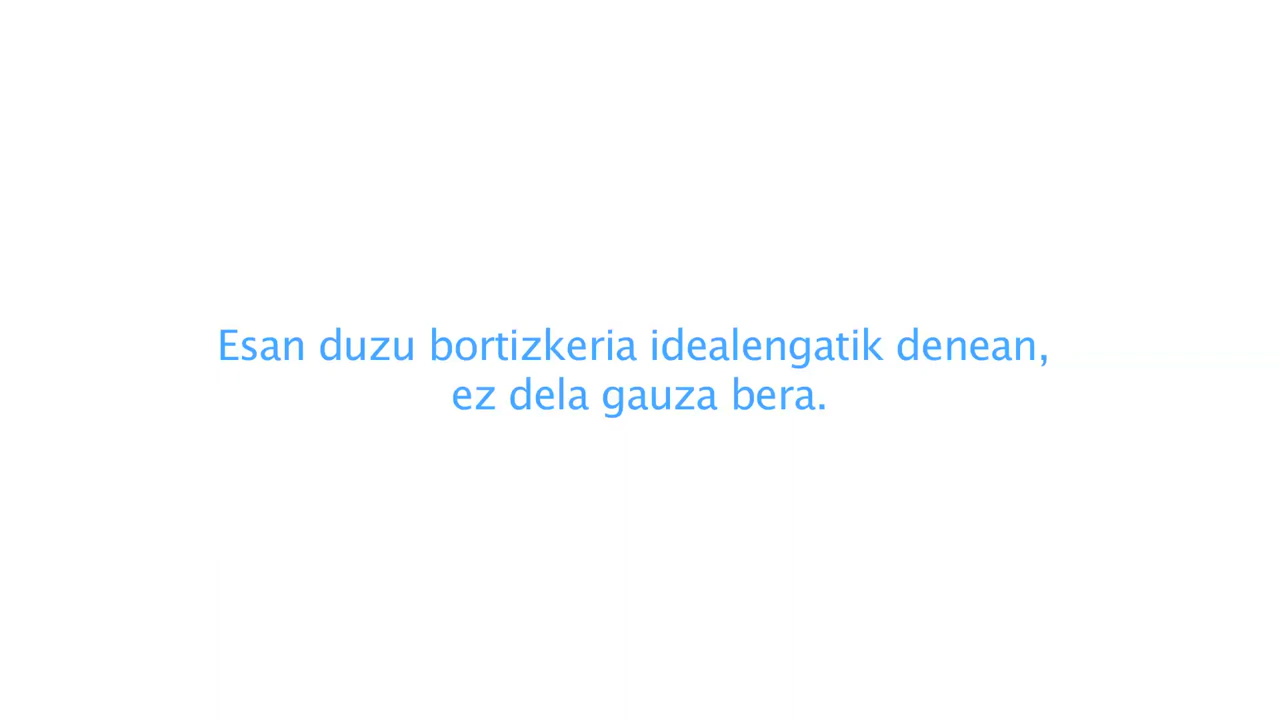 Esan duzu bortizkeria idealengatik denean,
ez dela gauza bera.